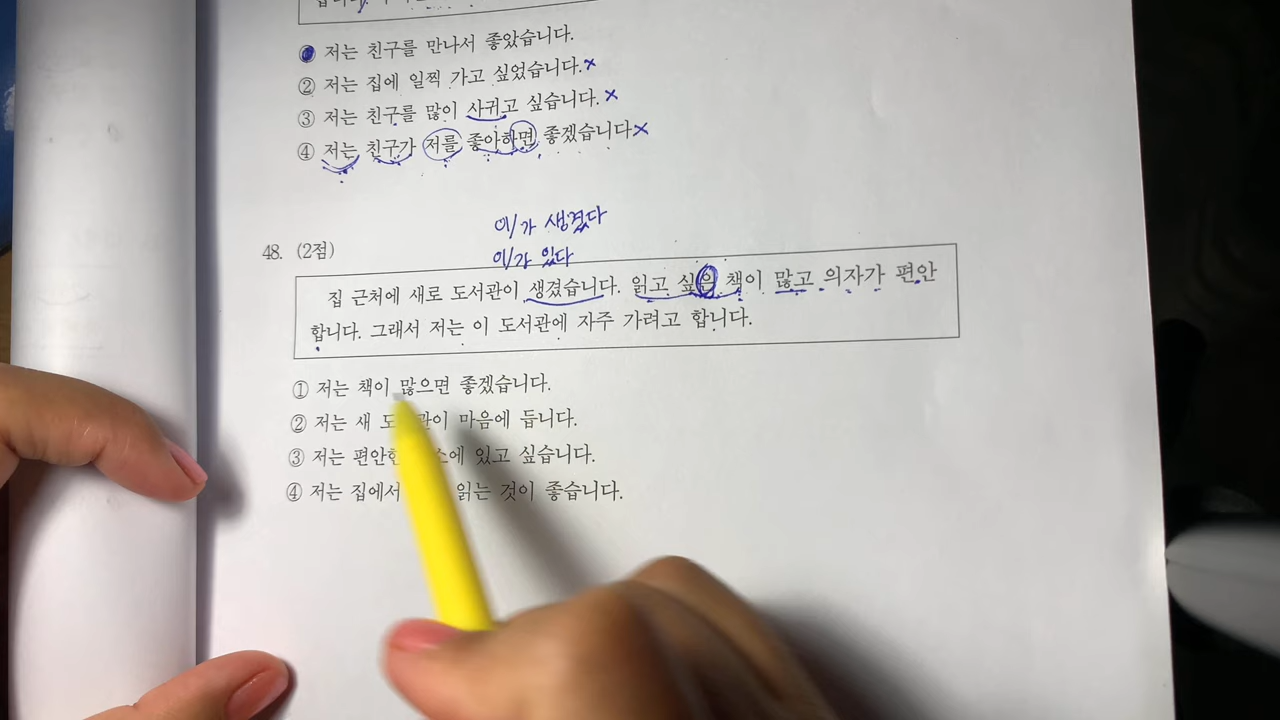 ① 저는 친구를 만나서 좋았습니다.
② 저는 집에 일찍 가고 싶었습니다.×
③ 저는 친구를 많이 사귀고 싶습니다.×
④ 저는 친구가 저를 좋아하면 좋겠습니다×
이/가 생겼다
48. (2점)
이/가 있다
집 근처에 새로 도서관이 생겼습니다. 읽고 싶은 책이 많고 의자가 편안
합니다. 그래서 저는 이 도서관에 자주 가려고 합니다.
① 저는 책이 많으면 좋겠습니다.
② 저는 새 마음에 듭니다.
③ 저는 있고 싶습니다.
④ 저는 집에서 읽는 것이 좋습니다.